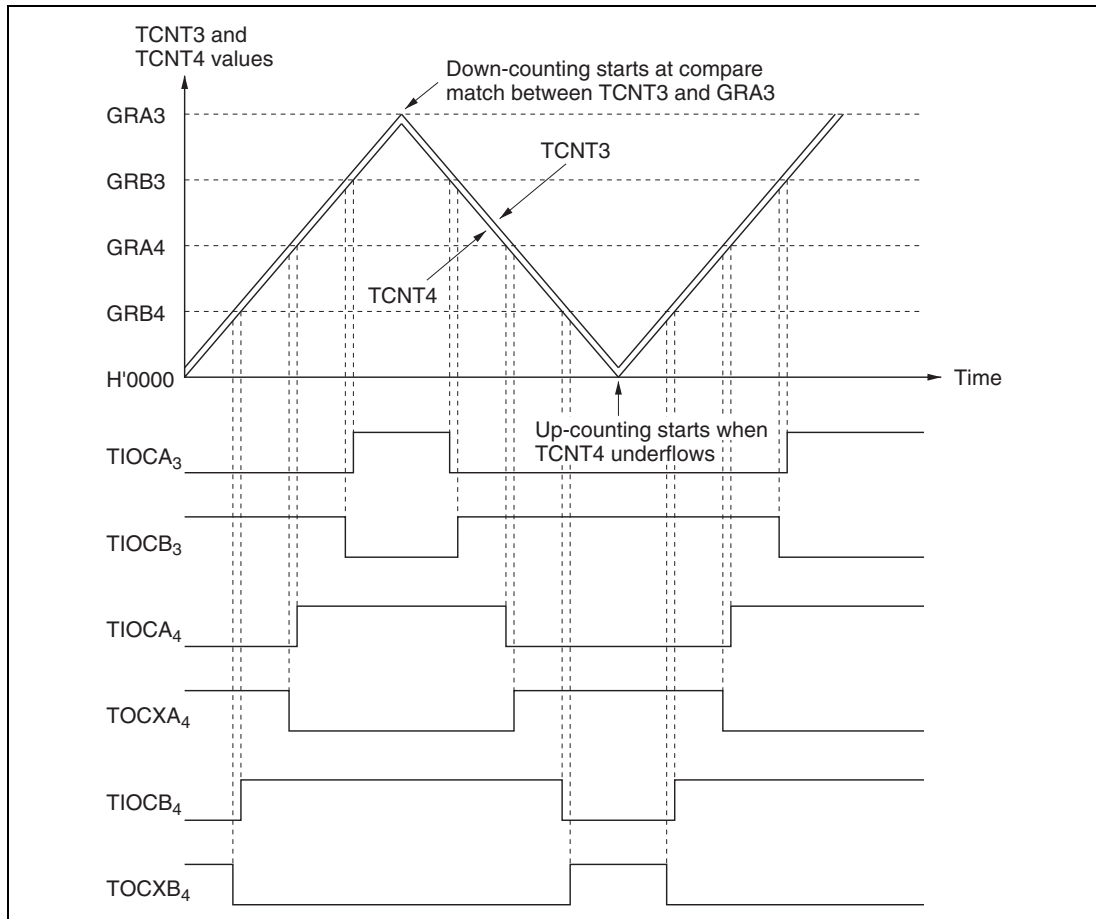 TCNT3 and
TCNT4 values
Down-counting starts at compare
match between TCNT3 and GRA3
GRA3
TCNT3
GRB3
GRA4
TCNT4
GRB4
H'0000
Time
Up-counting starts when
TCNT4 underflows
TIOCA3
TIOCB3
TIOCA4
TOCXA4
TIOCB4
TOCXB4